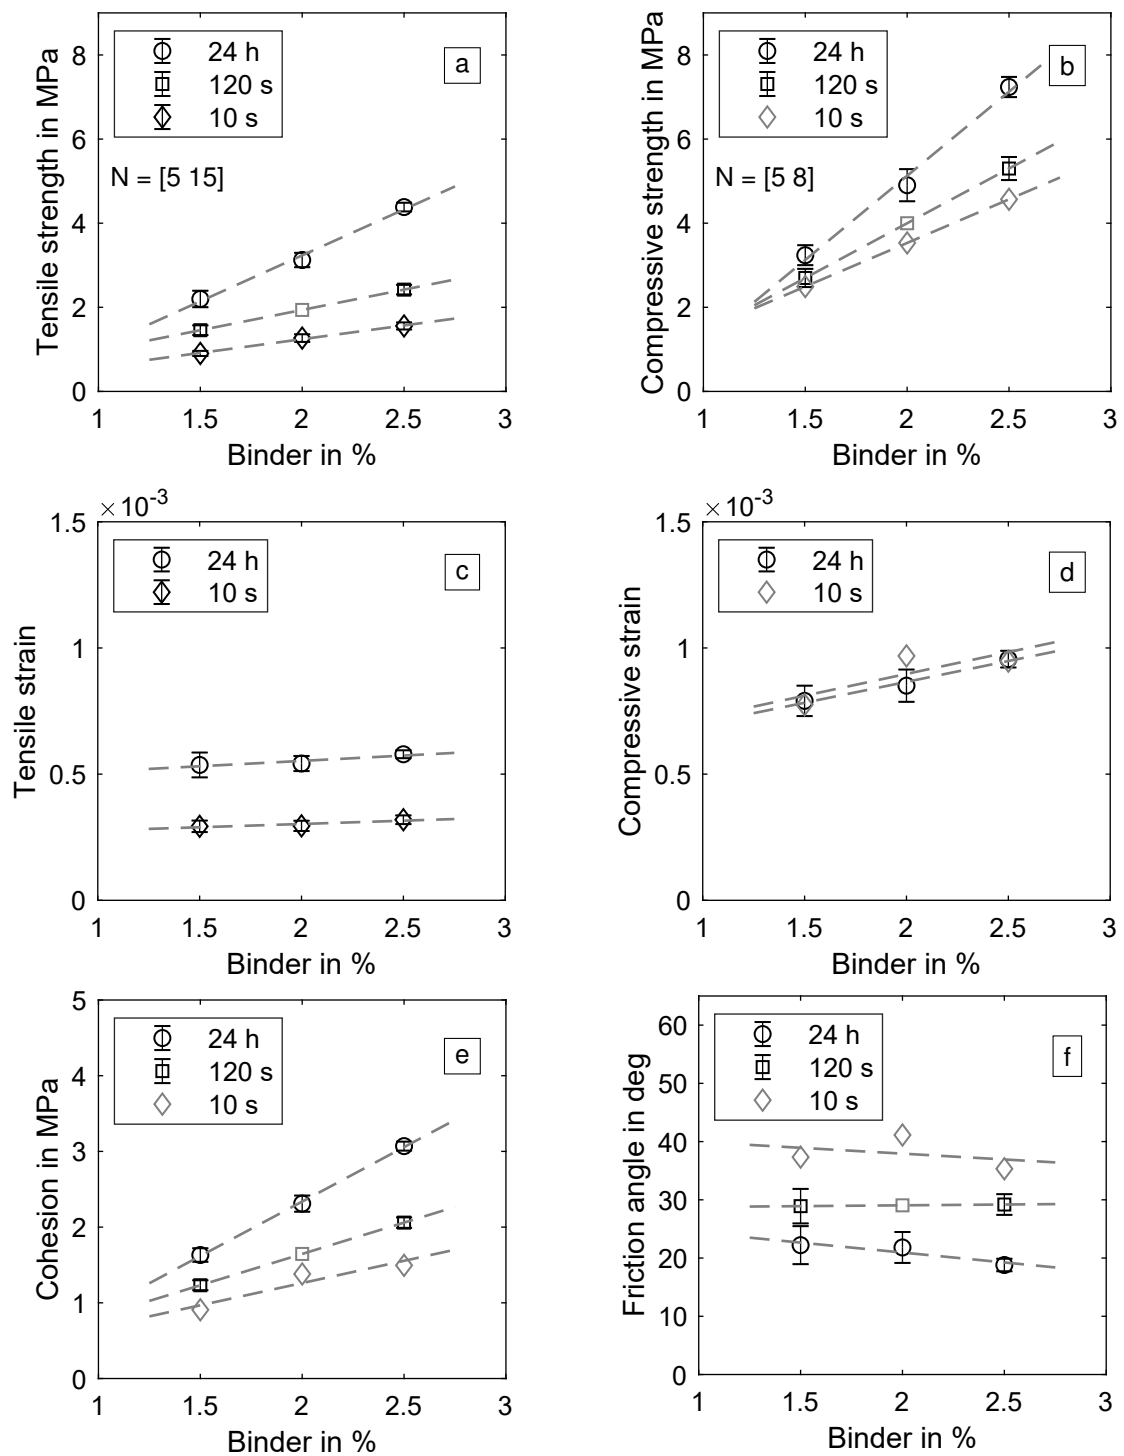 Tensile strength in MPa
8
6
4
2
0
24 h
120 s
10 s
a
N = [5 15]
1
1.5
2
2.5
3
Binder in %
Compressive strength in MPa
8
6
4
2
0
24 h
120 s
10 s
b
N = [5 8]
1
1.5
2
2.5
3
Binder in %
×10-3
Tensile strain
1.5
1
0.5
0
24 h
10 s
c
1
1.5
2
2.5
3
Binder in %
×10-3
Compressive strain
1.5
1
0.5
0
24 h
10 s
d
1
1.5
2
2.5
3
Binder in %
Cohesion in MPa
5
4
3
2
1
0
24 h
120 s
10 s
e
1
1.5
2
2.5
3
Binder in %
Friction angle in deg
60
50
40
30
20
10
0
24 h
120 s
10 s
f
1
1.5
2
2.5
3
Binder in %